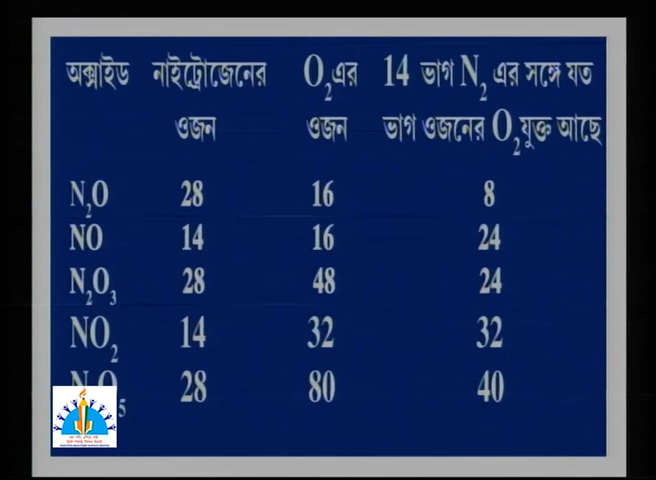 অক্সাইড নাইট্রোজেনের O2এর 14 ভাগ N2 এর সঙ্গে যত
ওজন ওজন ভাগ ওজনের O2যুক্ত আছে
N2O 28 16 8
NO 14 16 24
N2O3 28 48 24
NO2 14 32 32
N2O5 28 80 40